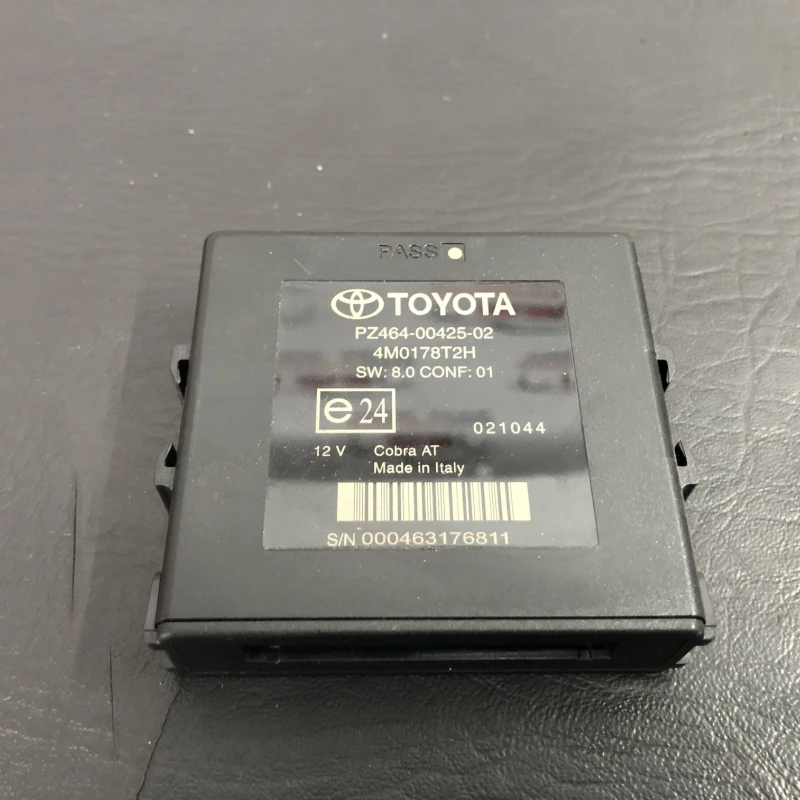 PASS
TOYOTA
PZ464-00425-02
4M0178T2H
SW: 8.0 CONF: 01
e24
021044
12 V Cobra AT
Made in Italy
S/N 000463176811